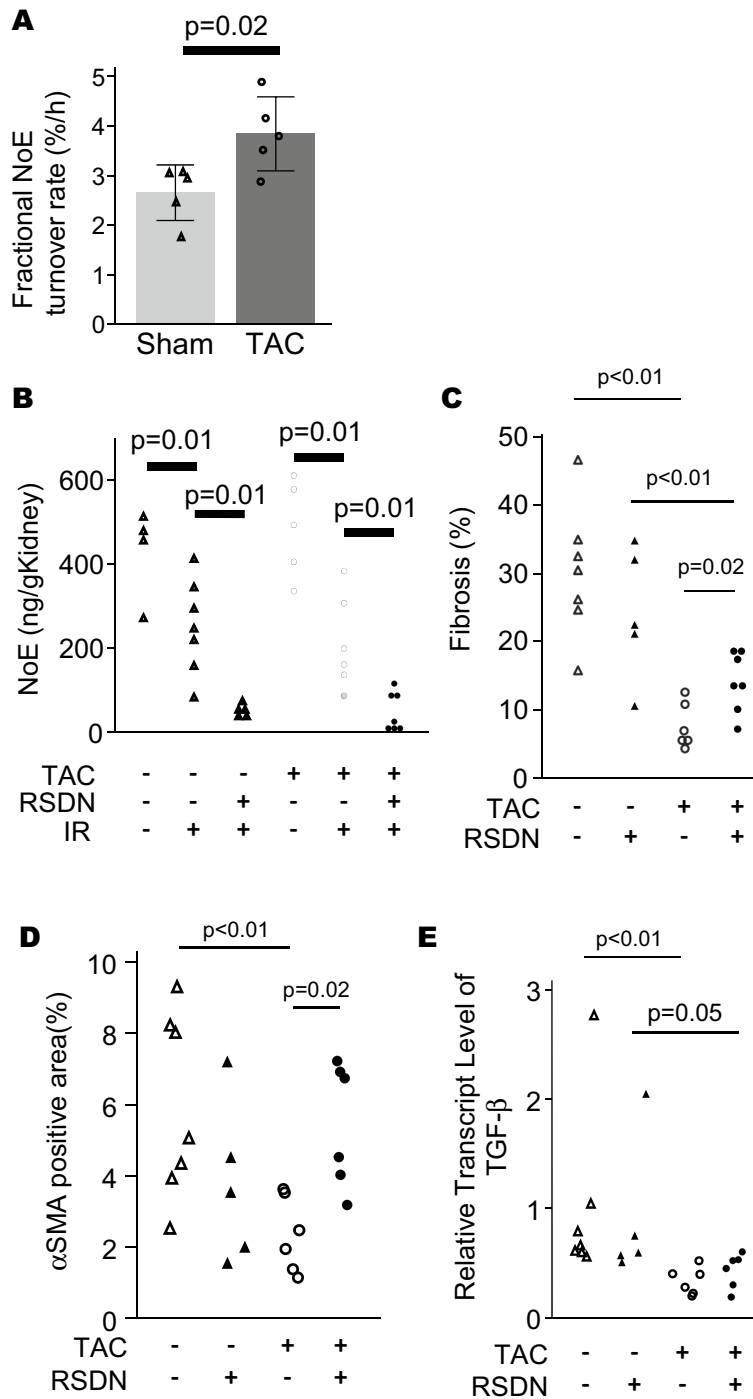 A
p=0.02
Fractional NoE
turnover rate (%/h)
5
4
3
2
1
0
Sham TAC
B
NoE (ng/gKidney)
600
400
200
0
p=0.01
p=0.01
p=0.01
p=0.01
TAC - - - + + +
RSDN - - + - - +
IR - + + - + +
C
Fibrosis (%)
50
40
30
20
10
0
p<0.01
p<0.01
p=0.02
TAC - - + +
RSDN - + - +
D
αSMA positive area(%)
10
8
6
4
2
0
p<0.01
p=0.02
TAC - - + +
RSDN - + - +
E
Relative Transcript Level of
TGF-β
3
2
1
0
p<0.01
p=0.05
TAC - - + +
RSDN - + - +